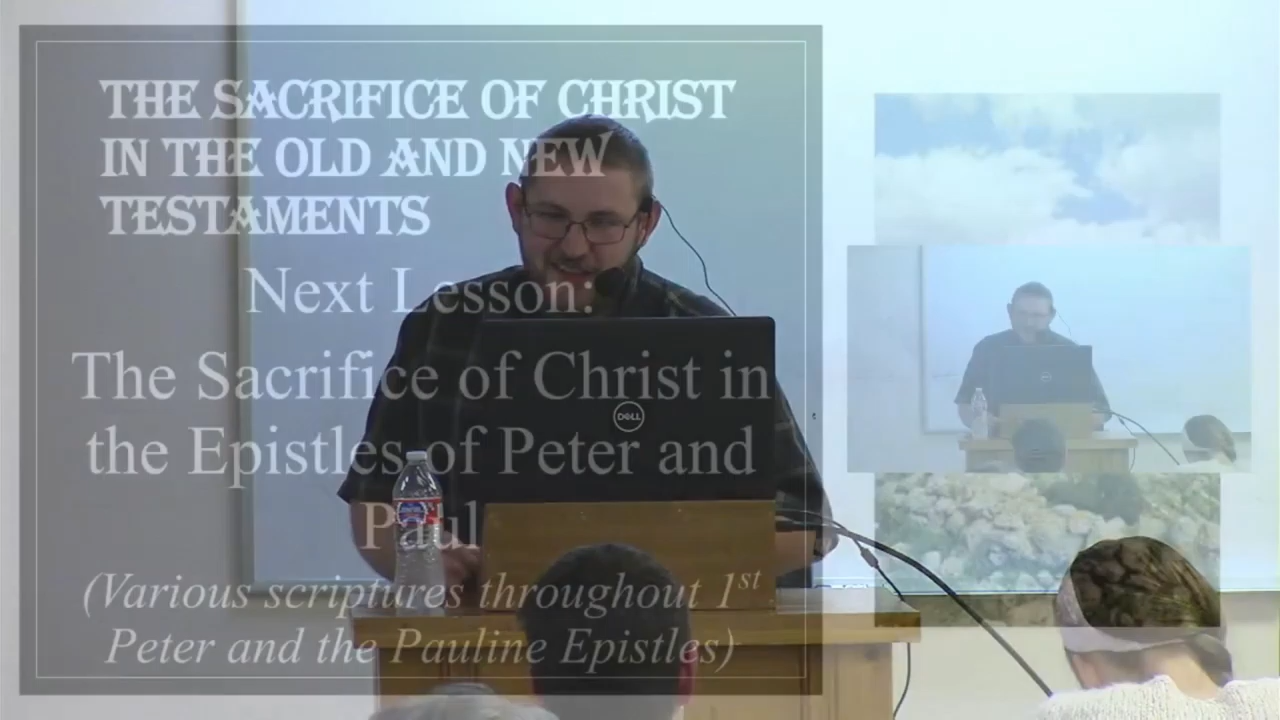 THE SACRIFICE OF CHRIST
IN THE OLD AND NEW
TESTAMENTS
Next Lesson:
The Sacrifice of Christ in
the Epistles of Peter and
Paul
(Various scriptures throughout 1st
Peter and the Pauline Epistles)
DELL